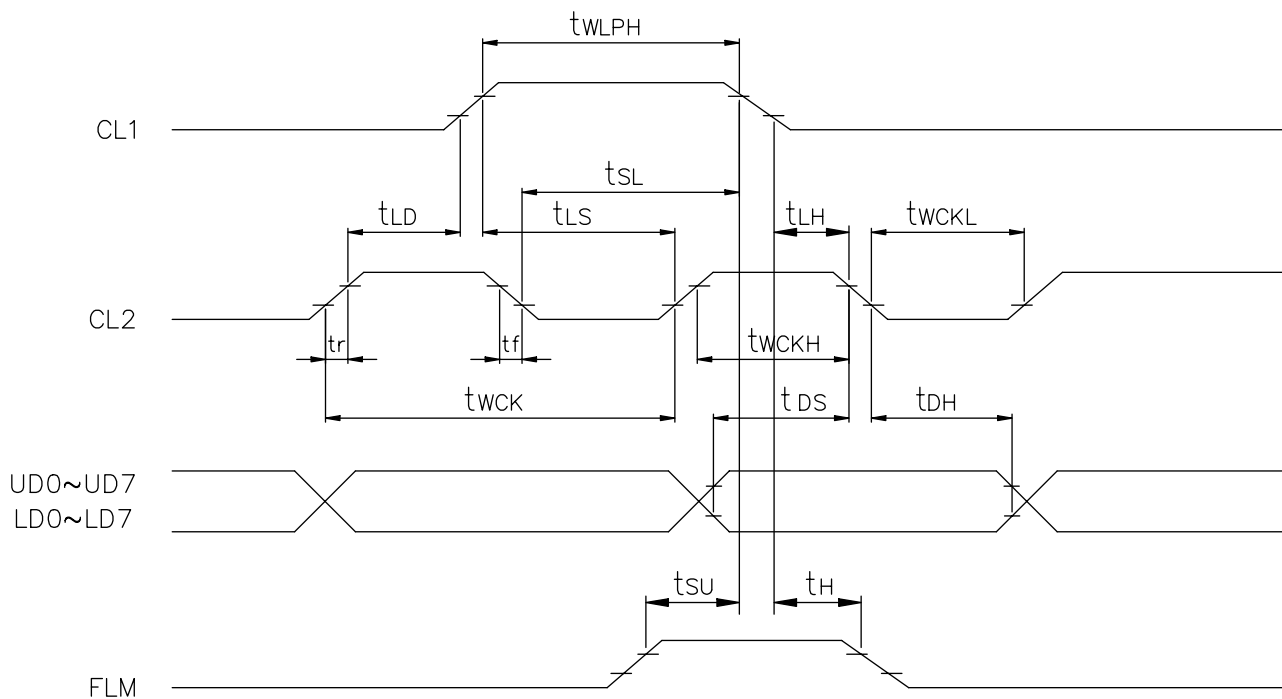 tWLPH
CL1
tSL
tLD
tLS
tLH
tWCKL
CL2
tr
tf
tWCKH
tWCK
tDS
tDH
UD0~UD7
LD0~LD7
tSU
tH
FLM